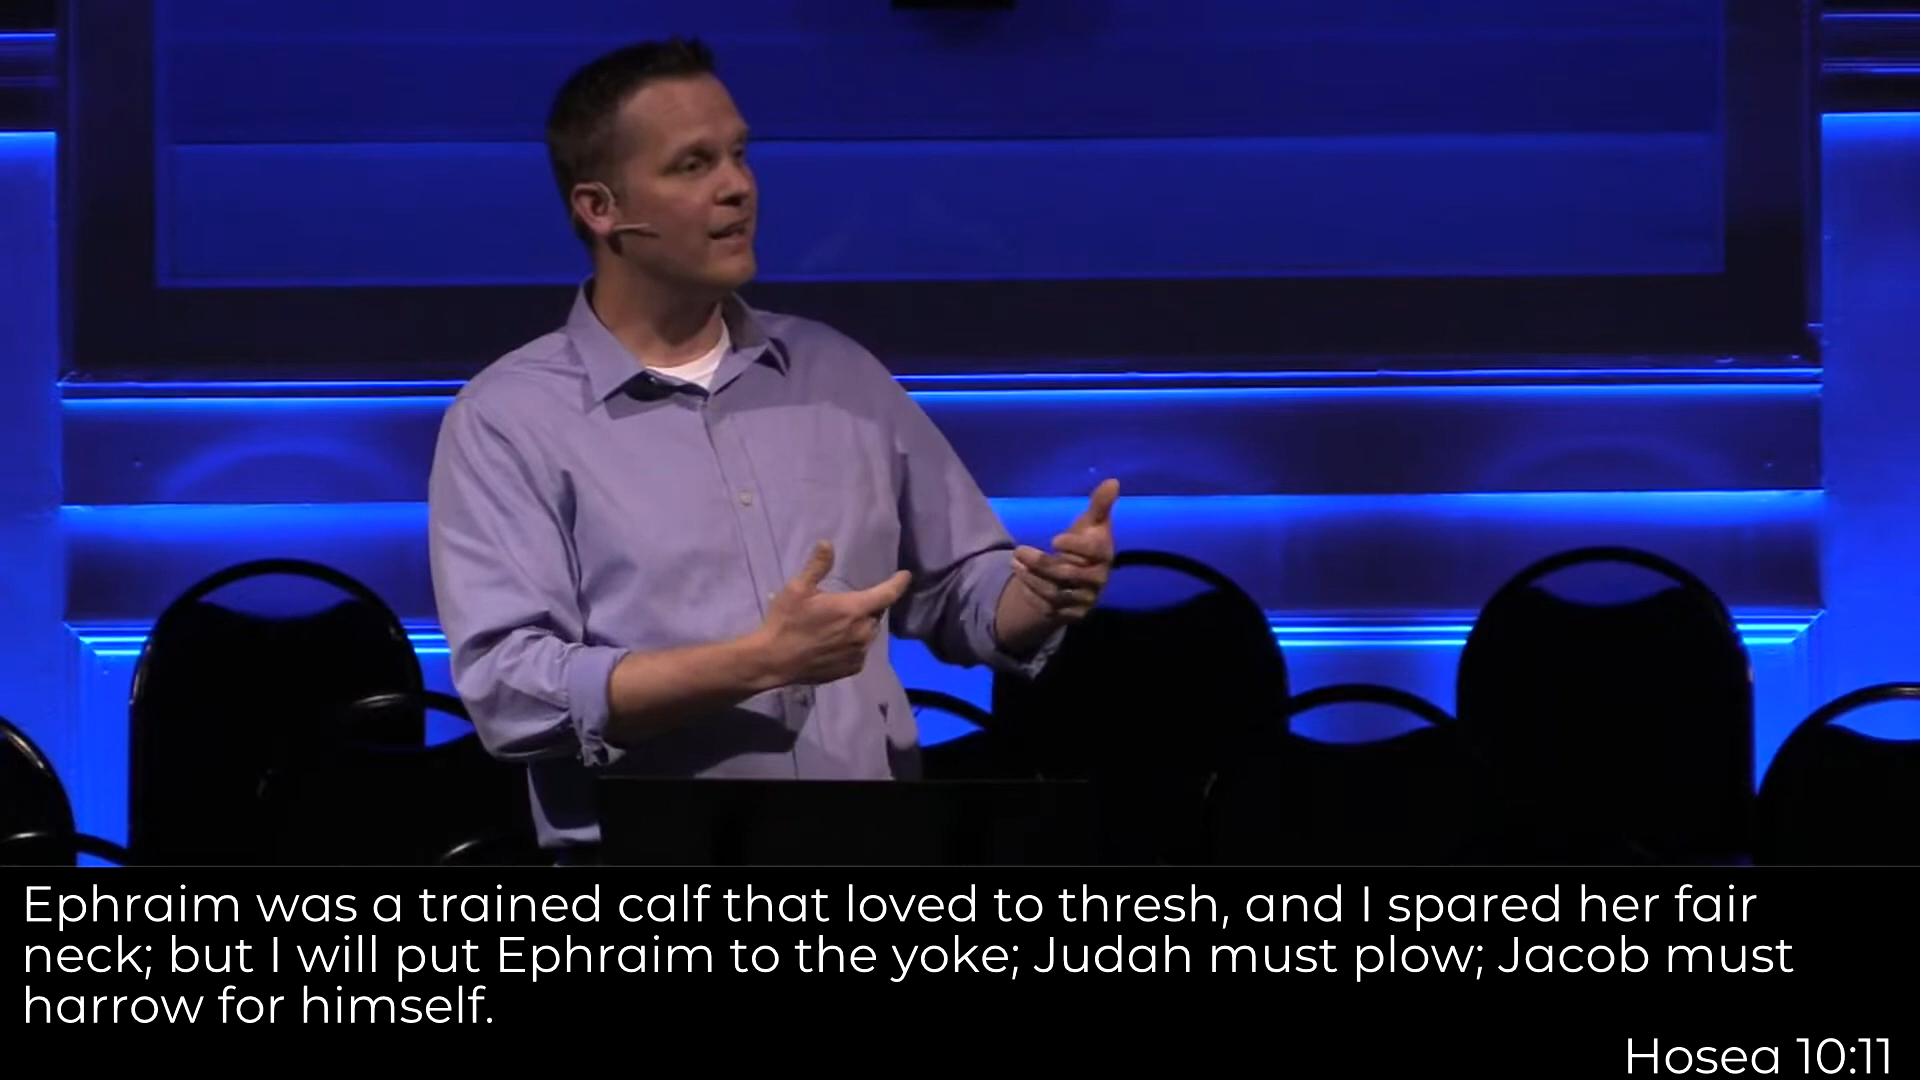 Ephraim was a trained calf that loved to thresh, and I spared her fair
neck; but I will put Ephraim to the yoke; Judah must plow; Jacob must
harrow for himself.
Hosea 10:11